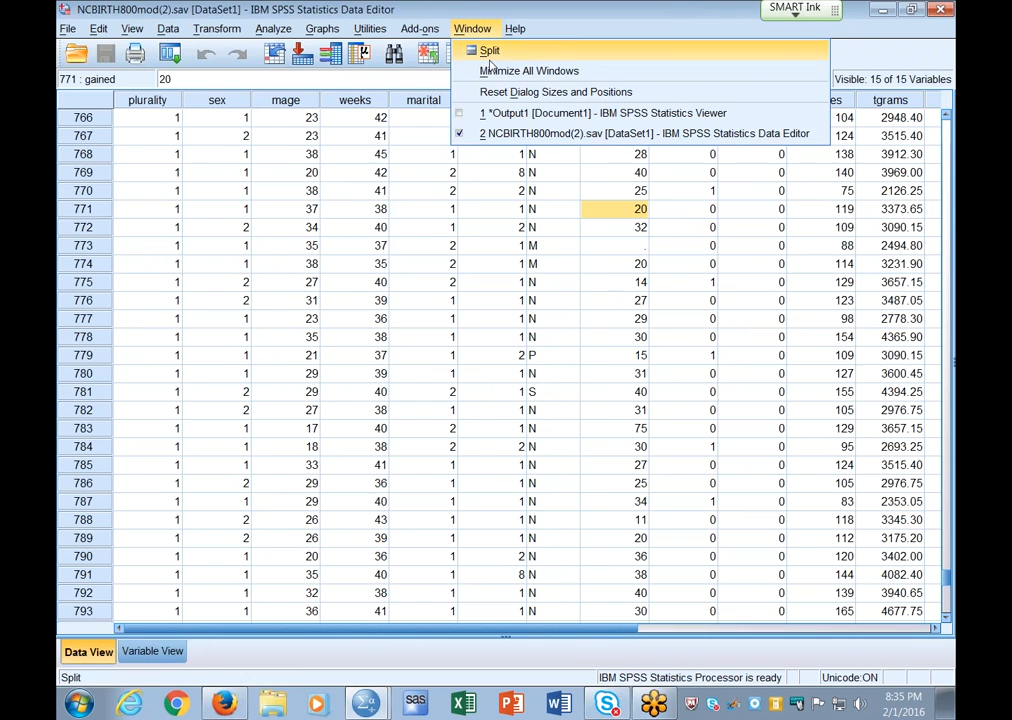 NCBIRTH800mod(2).sav [DataSet1] - IBM SPSS Statistics Data Editor
SMART Ink
File Edit View Data Transform Analyze Graphs Utilities Add-ons Window Help
Split
Minimize All Windows
Reset Dialog Sizes and Positions
1 *Output1 [Document1] - IBM SPSS Statistics Viewer
2 NCBIRTH800mod(2).sav [DataSet1] - IBM SPSS Statistics Data Editor
771 : gained 20 Visible: 15 of 15 Variables
plurality sex mage weeks marital es tgrams
766 1 1 23 42 104 2948.40
767 1 2 23 41 124 3515.40
768 1 1 38 45 1 1 N 28 0 0 138 3912.30
769 1 1 20 42 2 8 N 40 0 0 140 3969.00
770 1 1 38 41 2 2 N 25 1 0 75 2126.25
771 1 1 37 38 1 1 N 20 0 0 119 3373.65
772 1 2 34 40 1 2 N 32 0 0 109 3090.15
773 1 1 35 37 2 1 M . 0 0 88 2494.80
774 1 1 38 35 2 1 M 20 0 0 114 3231.90
775 1 2 27 40 2 1 N 14 1 0 129 3657.15
776 1 2 31 39 1 1 N 27 0 0 123 3487.05
777 1 1 23 36 1 1 N 29 0 0 98 2778.30
778 1 1 35 38 1 1 N 30 0 0 154 4365.90
779 1 1 21 37 1 2 P 15 1 0 109 3090.15
780 1 1 29 39 1 1 N 31 0 0 127 3600.45
781 1 2 29 40 2 1 S 40 0 0 155 4394.25
782 1 2 27 38 1 1 N 31 0 0 105 2976.75
783 1 1 17 40 2 1 N 75 0 0 129 3657.15
784 1 1 18 38 2 2 N 30 1 0 95 2693.25
785 1 1 33 41 1 1 N 27 0 0 124 3515.40
786 1 2 29 36 1 1 N 25 0 0 105 2976.75
787 1 1 29 40 1 1 N 34 1 0 83 2353.05
788 1 2 26 43 1 1 N 11 0 0 118 3345.30
789 1 2 26 39 1 1 N 20 0 0 112 3175.20
790 1 1 20 36 1 2 N 36 0 0 120 3402.00
791 1 1 35 40 1 8 N 38 0 0 144 4082.40
792 1 1 32 38 1 1 N 40 0 0 139 3940.65
793 1 1 36 41 1 1 N 30 0 0 165 4677.75
Data View Variable View
Split IBM SPSS Statistics Processor is ready Unicode:ON
sas
8:35 PM
2/1/2016